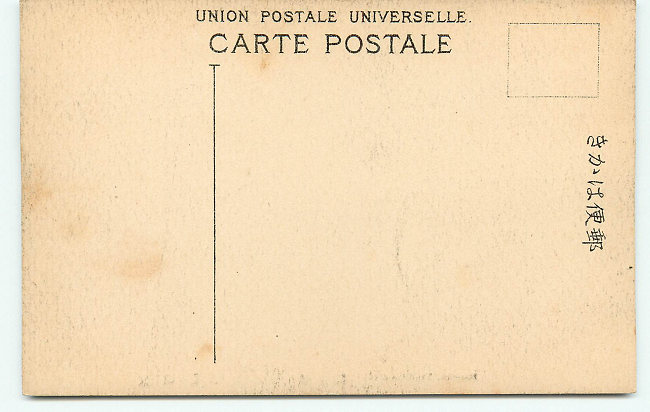 UNION POSTALE UNIVERSELLE.
CARTE POSTALE
きかは便郵